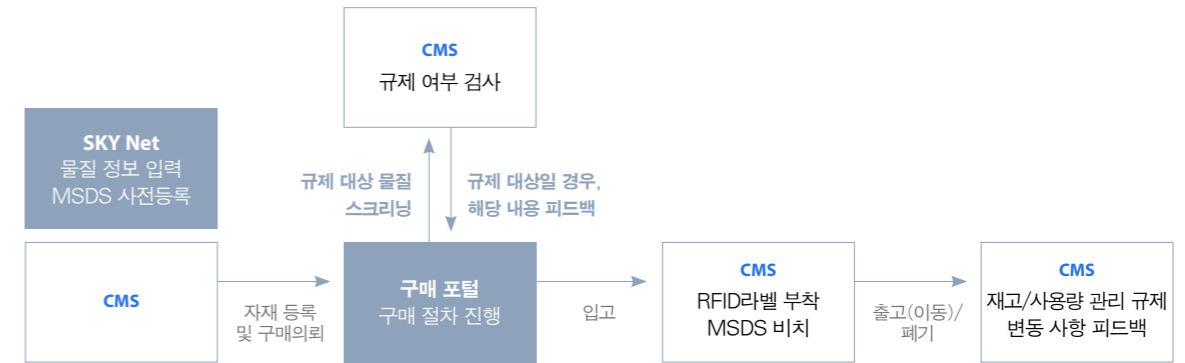 CMS
규제 여부 검사
SKY Net
물질 정보 입력
MSDS 사전등록
규제 대상 물질
스크리닝
규제 대상일 경우,
해당 내용 피드백
CMS
자재 등록
및 구매의뢰
구매 포털
구매 절차 진행
입고
CMS
RFID라벨 부착
MSDS 비치
출고(이동)/
폐기
CMS
재고/사용량 관리 규제
변동 사항 피드백